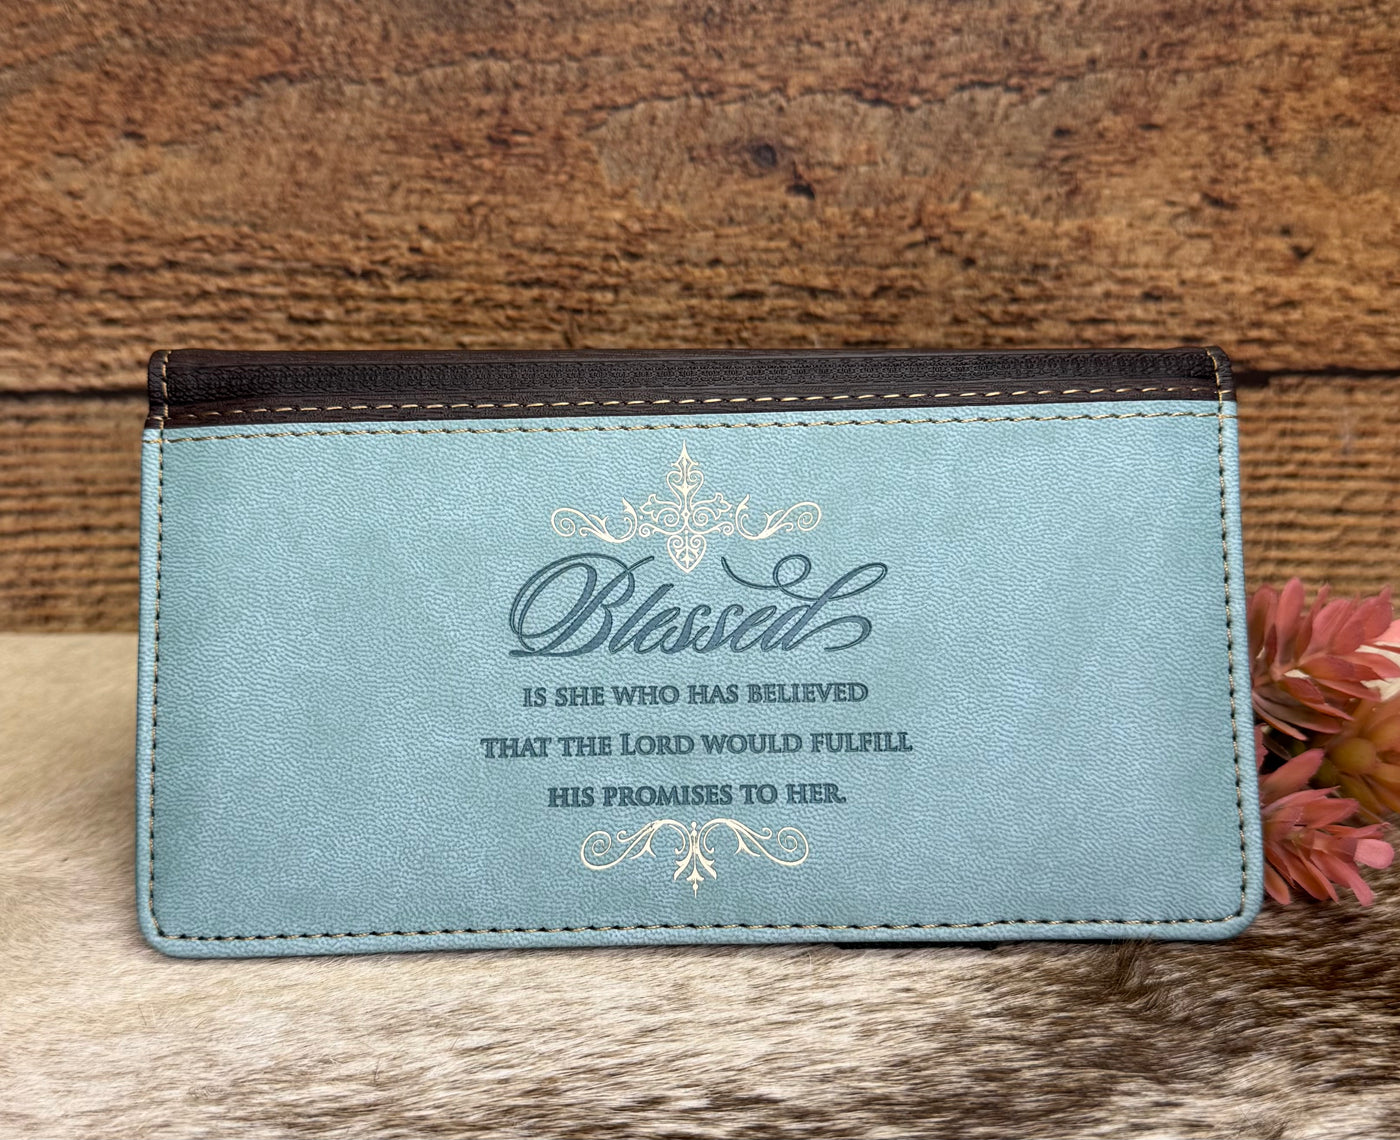 Blessed
IS SHE WHO HAS BELIEVED
THAT THE LORD WOULD FULFILL
HIS PROMISES TO HER.